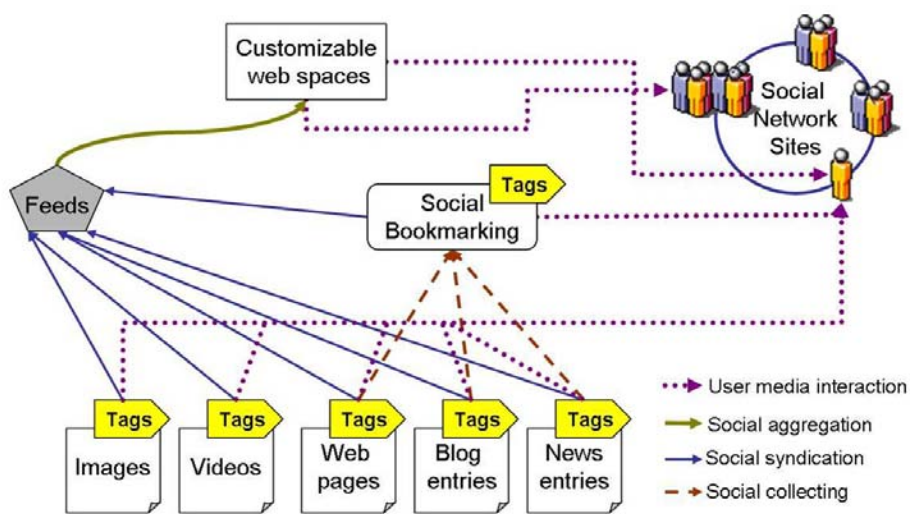 Customizable
web spaces
Social
Network
Sites
Tags
Feeds
Social
Bookmarking
Tags
Tags
Tags
Tags
Tags
Images
Videos
Web
pages
Blog
entries
News
entries
User media interaction
Social aggregation
Social syndication
Social collecting